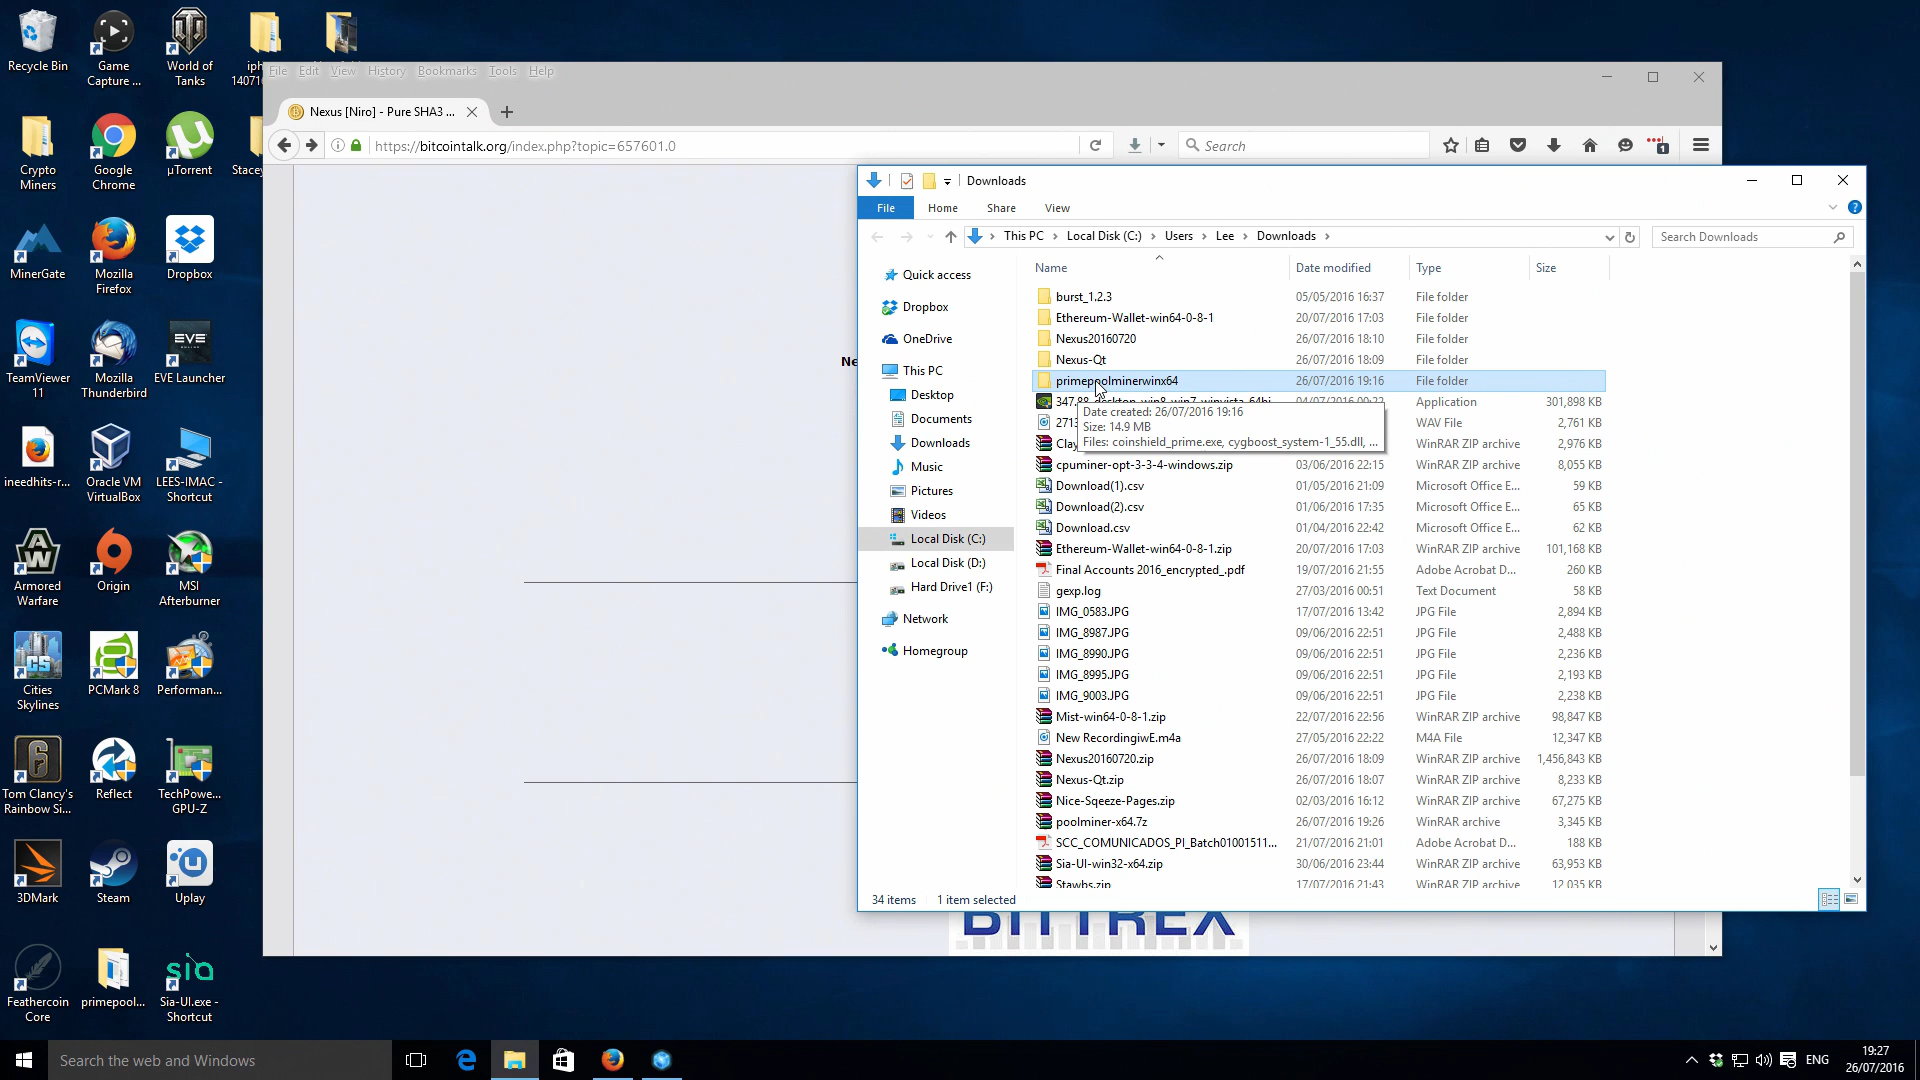 Recycle Bin
Game Capture ...
World of Tanks
iph
14071
Crypto Miners
Google Chrome
µTorrent
Stacey
MinerGate
Mozilla Firefox
Dropbox
TeamViewer 11
Mozilla Thunderbird
EVE
EVE Launcher
ineedhits-r...
Oracle VM VirtualBox
LEES-IMAC - Shortcut
AW
Armored Warfare
Origin
MSI Afterburner
CS
Cities Skylines
PCMark 8
Performan...
6
Tom Clancy's Rainbow Si...
Reflect
TechPowe... GPU-Z
3DMark
Steam
Uplay
Feathercoin Core
primepool...
sia
Sia-UI.exe - Shortcut
File Edit View History Bookmarks Tools Help
Nexus [Niro] - Pure SHA3 ...
https://bitcointalk.org/index.php?topic=657601.0
Search
1
Ne
BITTREX
Downloads
File Home Share View
This PC > Local Disk (C:) > Users > Lee > Downloads >
Search Downloads
Quick access
Dropbox
OneDrive
This PC
Desktop
Documents
Downloads
Music
Pictures
Videos
Local Disk (C:)
Local Disk (D:)
Hard Drive1 (F:)
Network
Homegroup
Name Date modified Type Size
burst_1.2.3 05/05/2016 16:37 File folder
Ethereum-Wallet-win64-0-8-1 20/07/2016 17:03 File folder
Nexus20160720 26/07/2016 18:10 File folder
Nexus-Qt 26/07/2016 18:09 File folder
primepoolminerwinx64 26/07/2016 19:16 File folder
Application 301,898 KB
2713 WAV File 2,761 KB
Clay WinRAR ZIP archive 2,976 KB
Date created: 26/07/2016 19:16
Size: 14.9 MB
Files: coinshield_prime.exe, cygboost_system-1_55.dll, ...
cpuminer-opt-3-3-4-windows.zip 03/06/2016 22:15 WinRAR ZIP archive 8,055 KB
Download(1).csv 01/05/2016 21:09 Microsoft Office E... 59 KB
Download(2).csv 01/06/2016 17:35 Microsoft Office E... 65 KB
Download.csv 01/04/2016 22:42 Microsoft Office E... 62 KB
Ethereum-Wallet-win64-0-8-1.zip 20/07/2016 17:03 WinRAR ZIP archive 101,168 KB
Final Accounts 2016_encrypted_.pdf 19/07/2016 21:55 Adobe Acrobat D... 260 KB
gexp.log 27/03/2016 00:51 Text Document 58 KB
IMG_0583.JPG 17/07/2016 13:42 JPG File 2,894 KB
IMG_8987.JPG 09/06/2016 22:51 JPG File 2,488 KB
IMG_8990.JPG 09/06/2016 22:51 JPG File 2,236 KB
IMG_8995.JPG 09/06/2016 22:51 JPG File 2,193 KB
IMG_9003.JPG 09/06/2016 22:51 JPG File 2,238 KB
Mist-win64-0-8-1.zip 22/07/2016 22:56 WinRAR ZIP archive 98,847 KB
New RecordingiwE.m4a 27/05/2016 22:22 M4A File 12,347 KB
Nexus20160720.zip 26/07/2016 18:09 WinRAR ZIP archive 1,456,843 KB
Nexus-Qt.zip 26/07/2016 18:07 WinRAR ZIP archive 8,233 KB
Nice-Sqeeze-Pages.zip 02/03/2016 16:12 WinRAR ZIP archive 67,275 KB
poolminer-x64.7z 26/07/2016 19:26 WinRAR archive 3,345 KB
SCC_COMUNICADOS_PI_Batch01001511... 21/07/2016 21:01 Adobe Acrobat D... 188 KB
Sia-UI-win32-x64.zip 30/06/2016 23:44 WinRAR ZIP archive 63,953 KB
Stawbs.zip 17/07/2016 21:43 WinRAR ZIP archive 12,035 KB
34 items 1 item selected
Search the web and Windows
ENG
19:27
26/07/2016